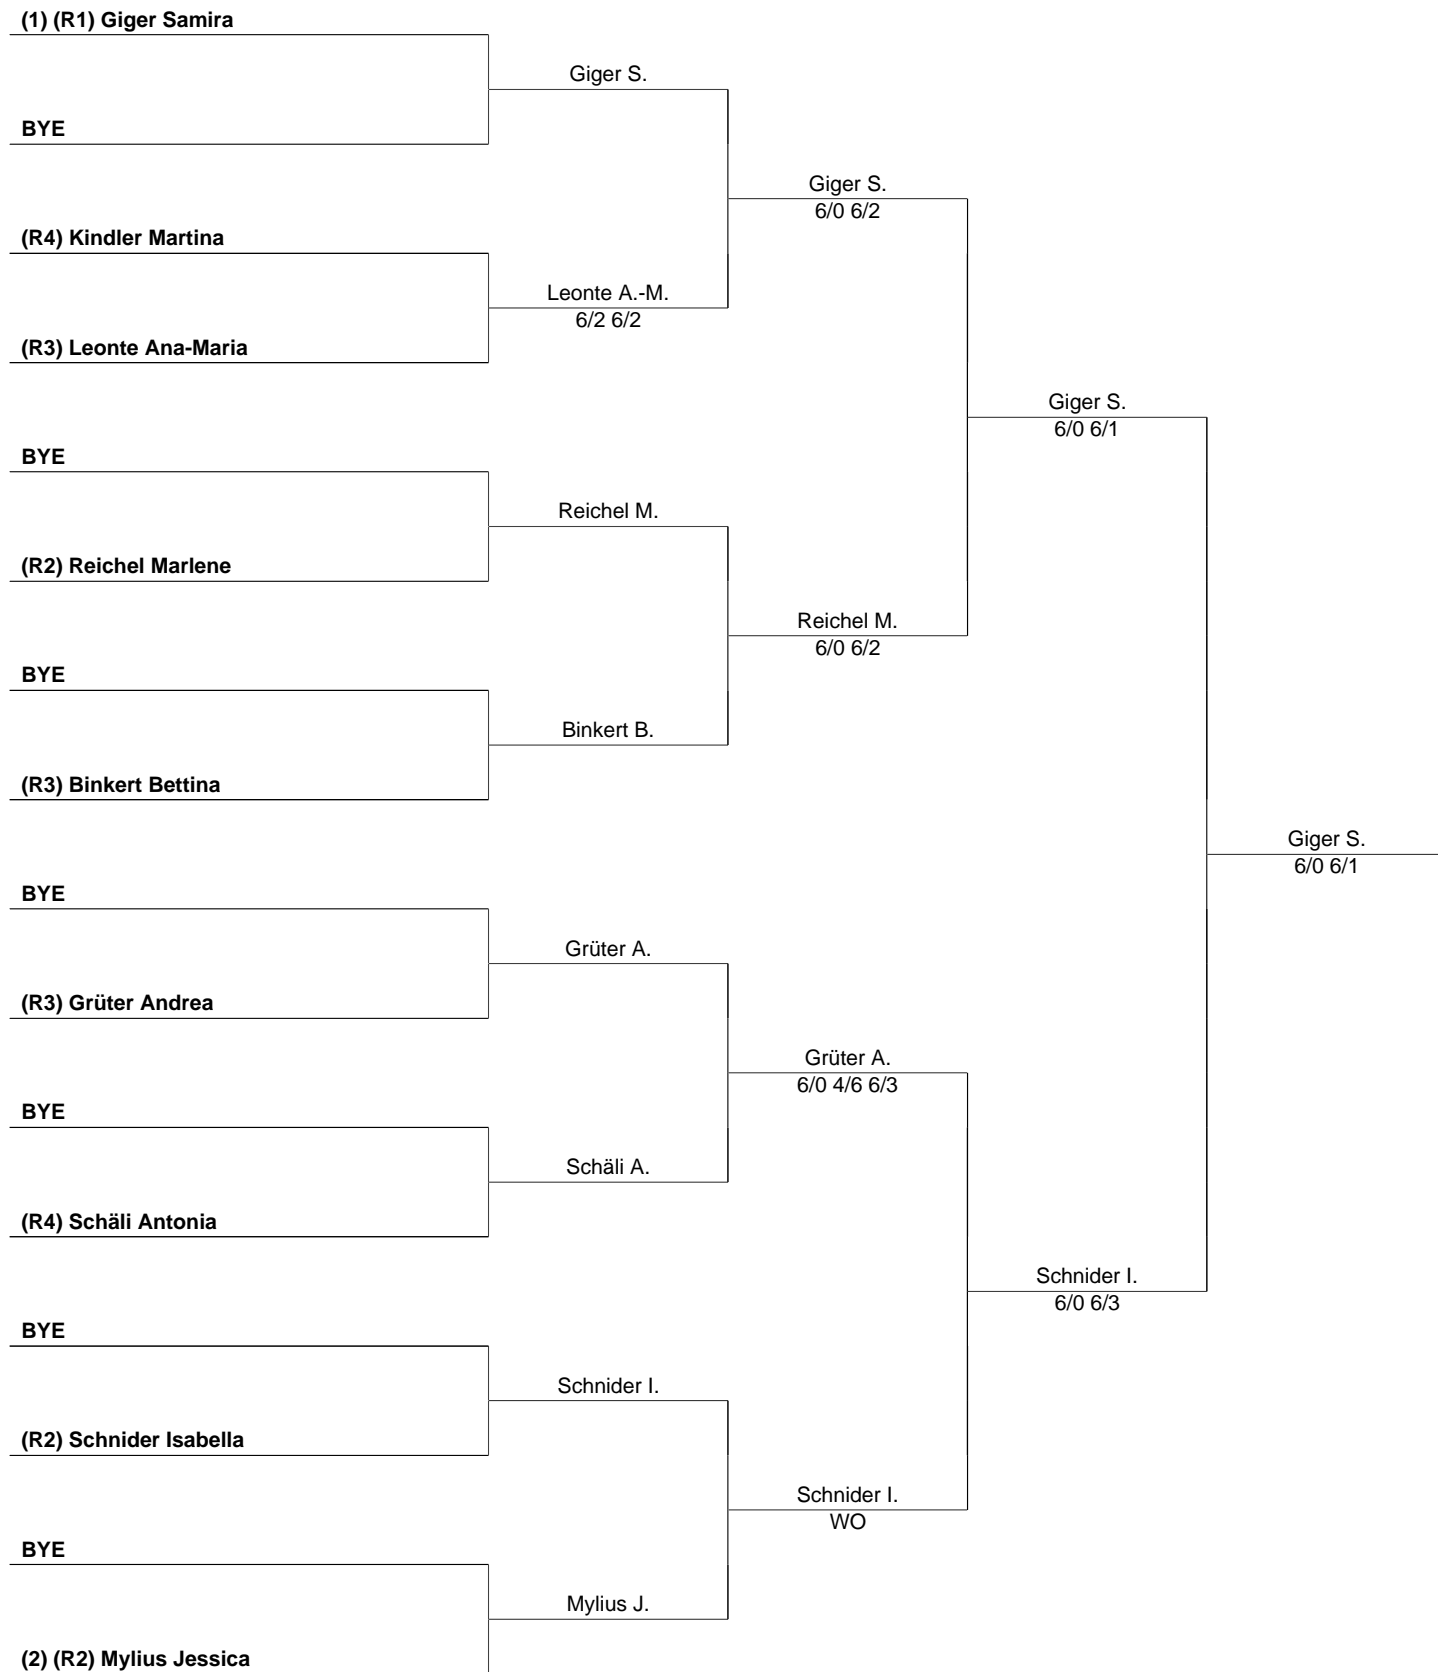 (1) (R1) Giger Samira
Giger S.
BYE
Giger S.
6/0 6/2
(R4) Kindler Martina
Leonte A.-M.
6/2 6/2
(R3) Leonte Ana-Maria
Giger S.
6/0 6/1
BYE
Reichel M.
(R2) Reichel Marlene
Reichel M.
6/0 6/2
BYE
Binkert B.
(R3) Binkert Bettina
Giger S.
6/0 6/1
BYE
Grüter A.
(R3) Grüter Andrea
Grüter A.
6/0 4/6 6/3
BYE
Schäli A.
(R4) Schäli Antonia
Schnider I.
6/0 6/3
BYE
Schnider I.
(R2) Schnider Isabella
Schnider I.
WO
BYE
Mylius J.
(2) (R2) Mylius Jessica